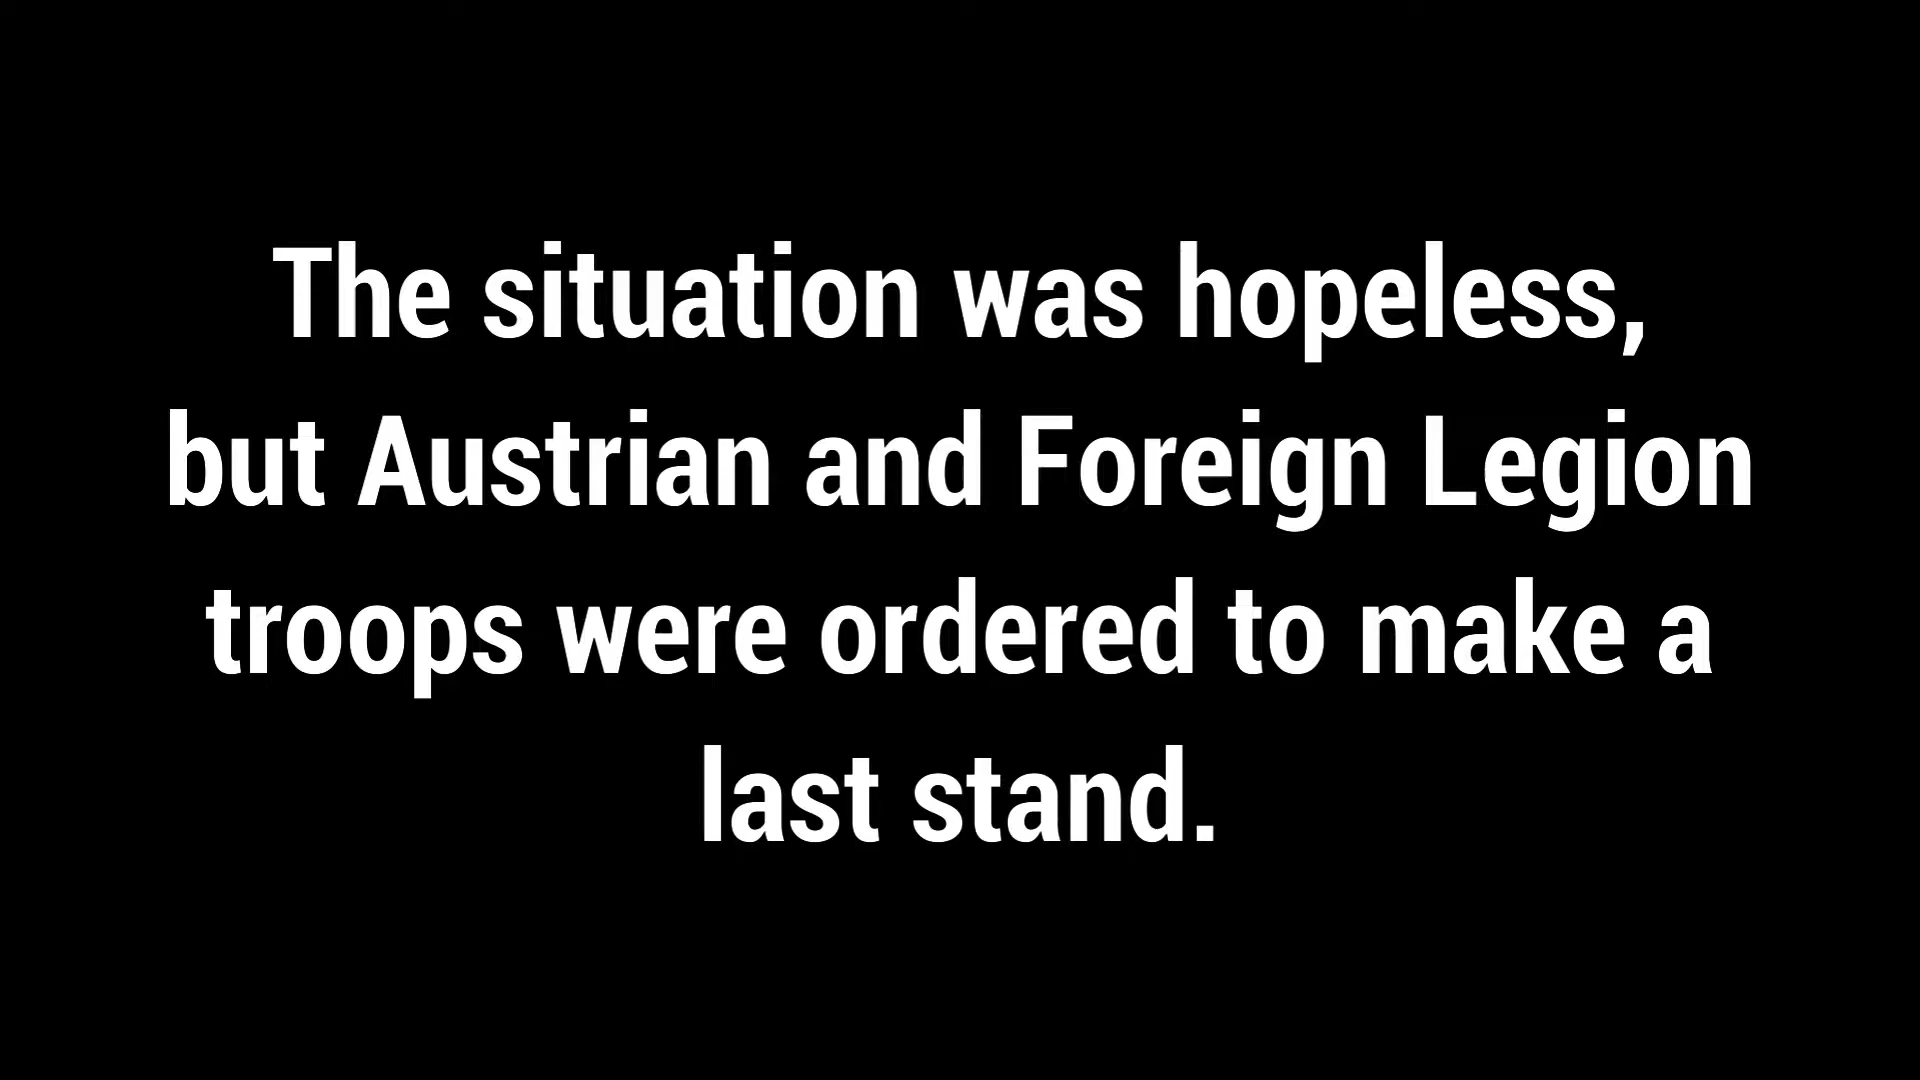 The situation was hopeless,
but Austrian and Foreign Legion
troops were ordered to make a
last stand.